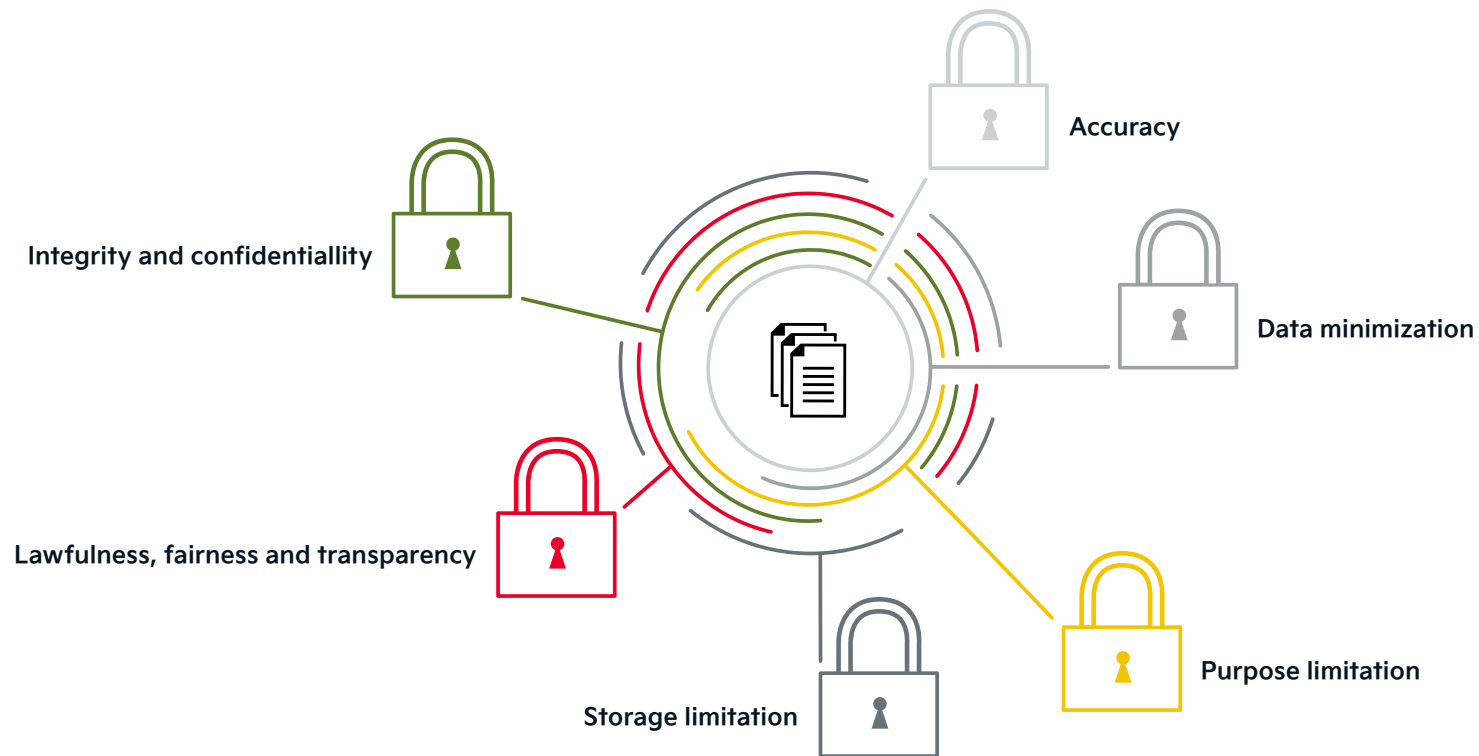 Accuracy
Integrity and confidentiallity
Data minimization
Lawfulness, fairness and transparency
Purpose limitation
Storage limitation